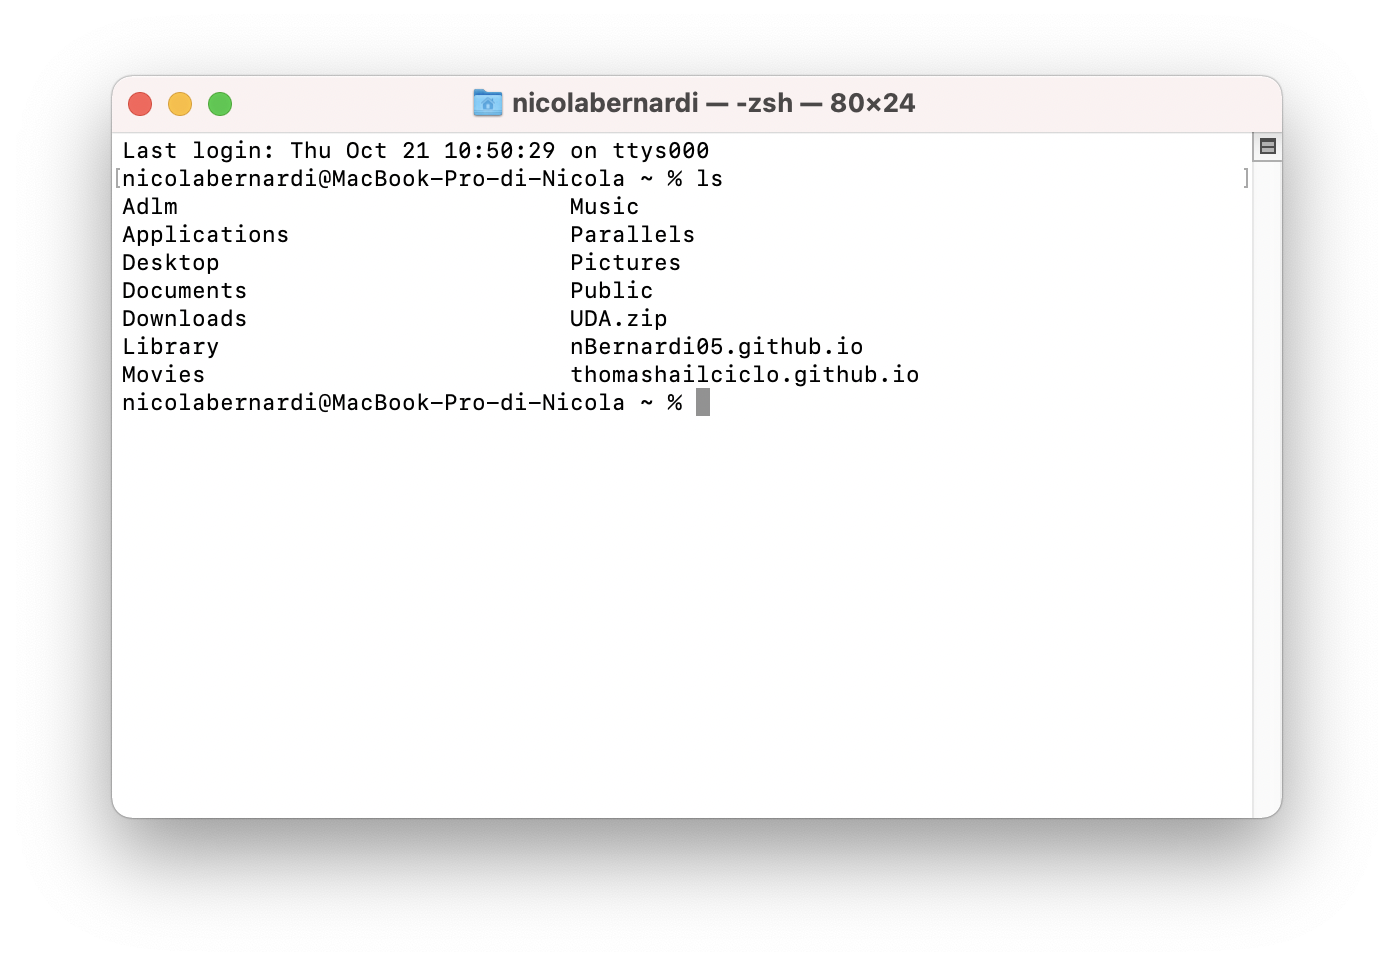 nicolabernardi — -zsh — 80×24
Last login: Thu Oct 21 10:50:29 on ttys000
[nicolabernardi@MacBook-Pro-di-Nicola ~ % ls ]
Adlm Music
Applications Parallels
Desktop Pictures
Documents Public
Downloads UDA.zip
Library nBernardi05.github.io
Movies thomashailciclo.github.io
nicolabernardi@MacBook-Pro-di-Nicola ~ %